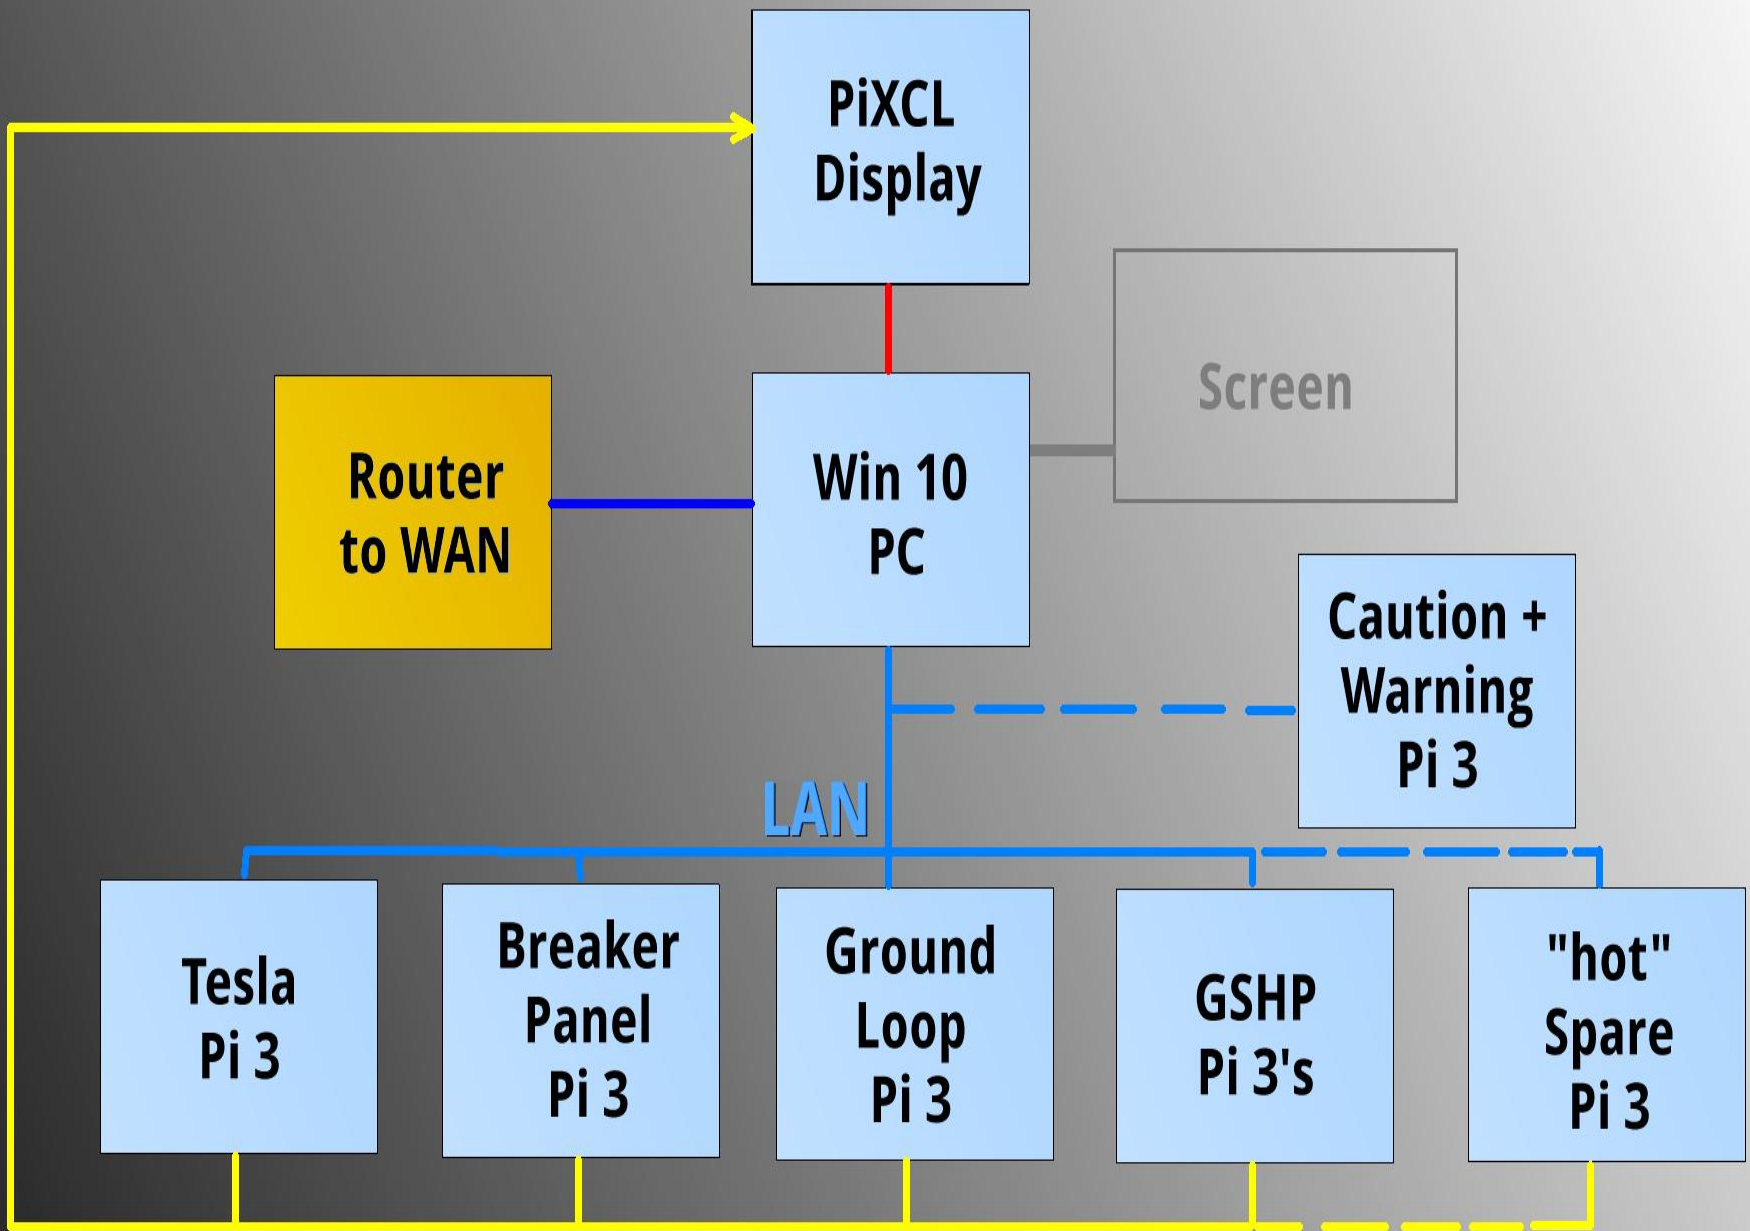 PiXCL
Display
Screen
Router
to WAN
Win 10
PC
Caution +
Warning
Pi 3
LAN
Tesla
Pi 3
Breaker
Panel
Pi 3
Ground
Loop
Pi 3
GSHP
Pi 3's
"hot"
Spare
Pi 3